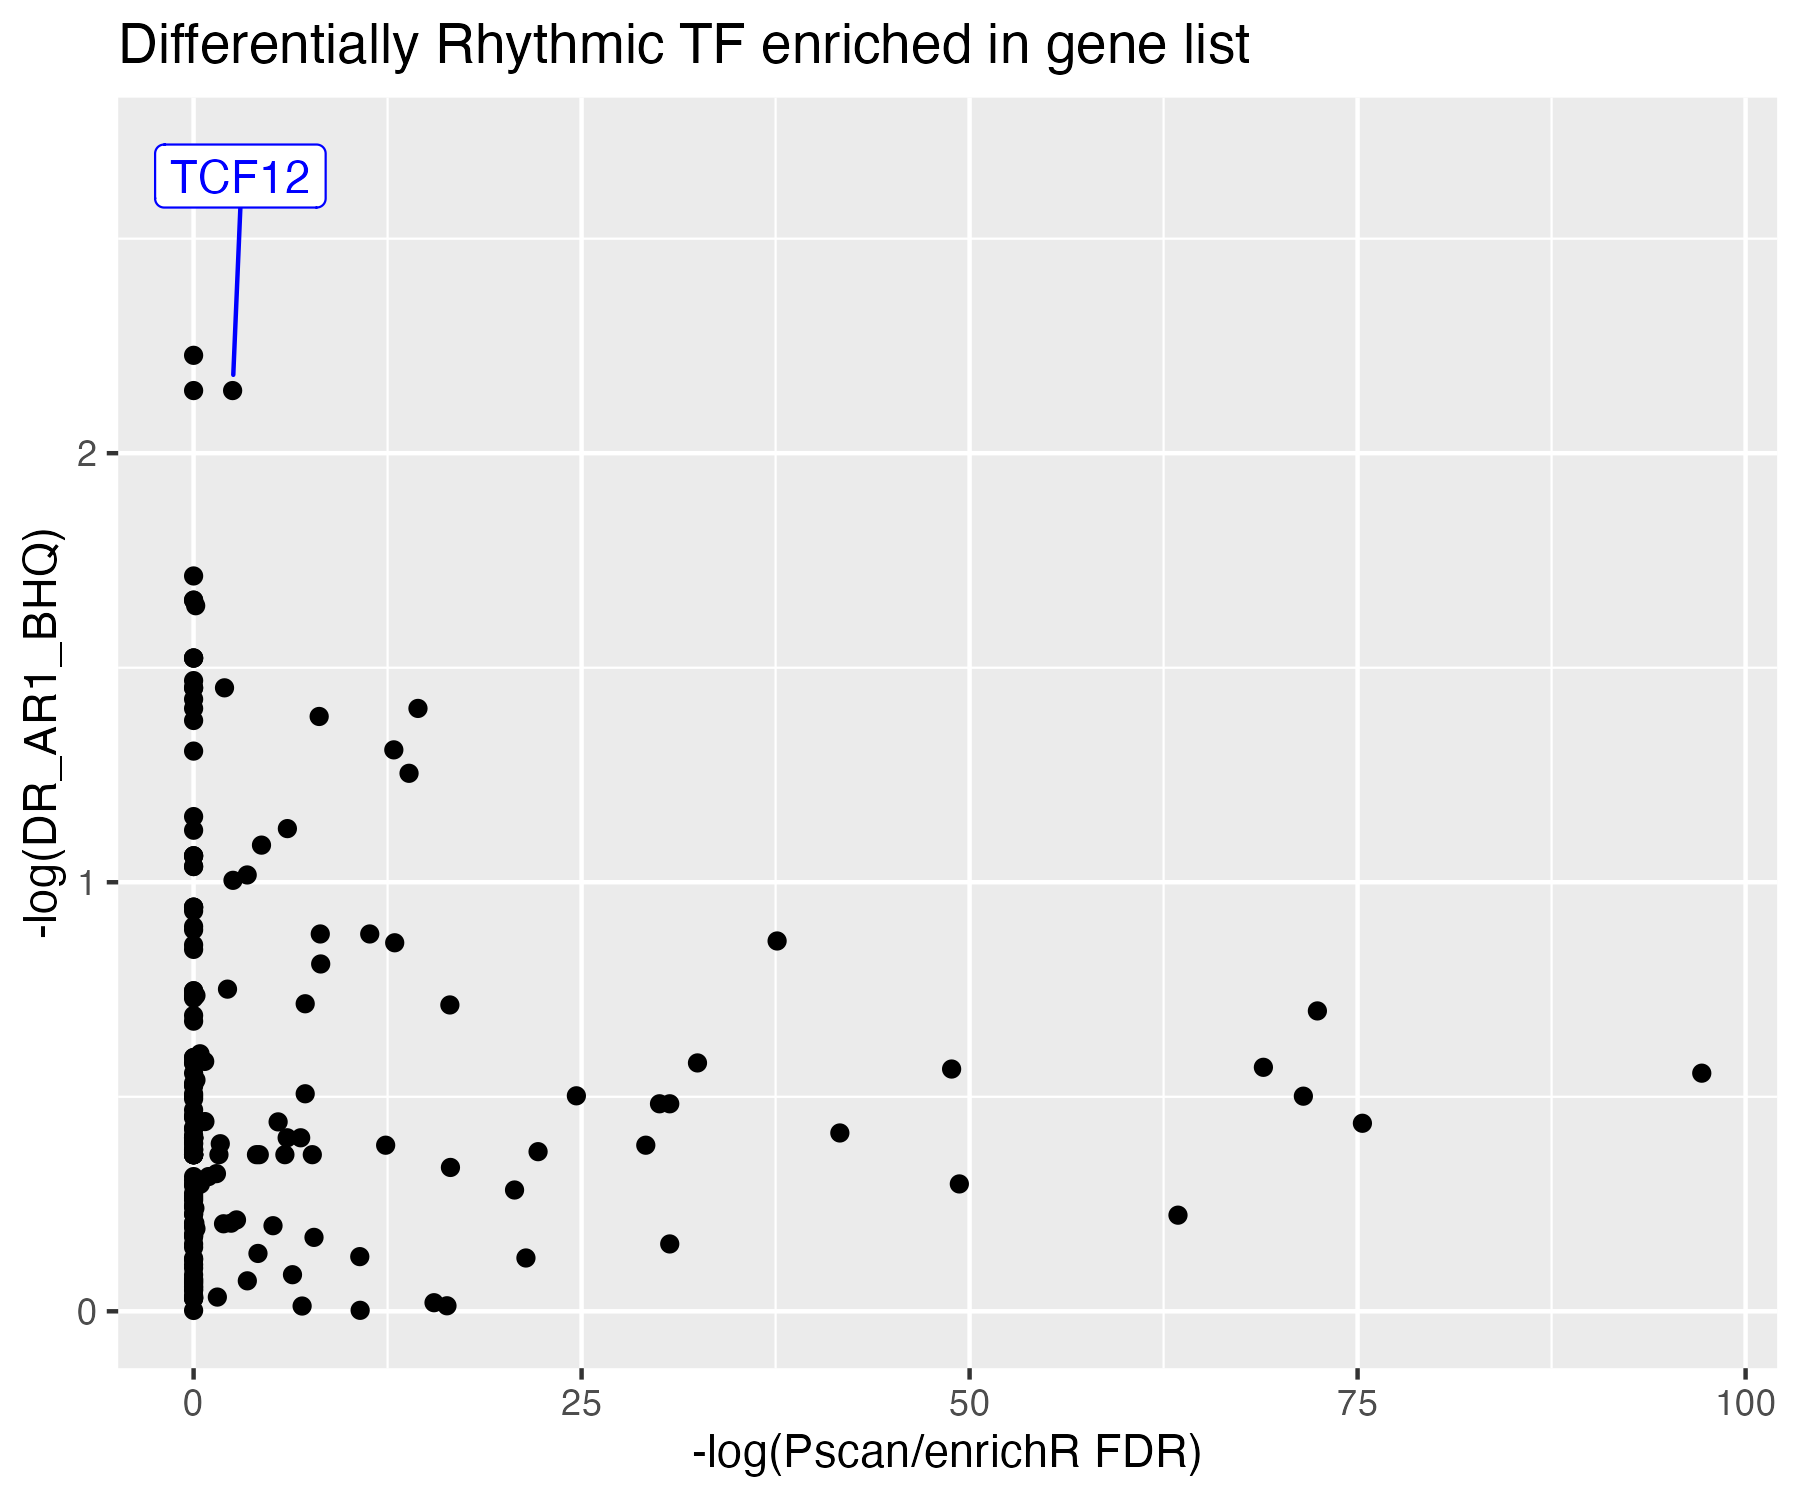 Differentially Rhythmic TF enriched in gene list
TCF12
2
1
0
-log(DR_AR1_BHQ)
0 25 50 75 100
-log(Pscan/enrichR FDR)